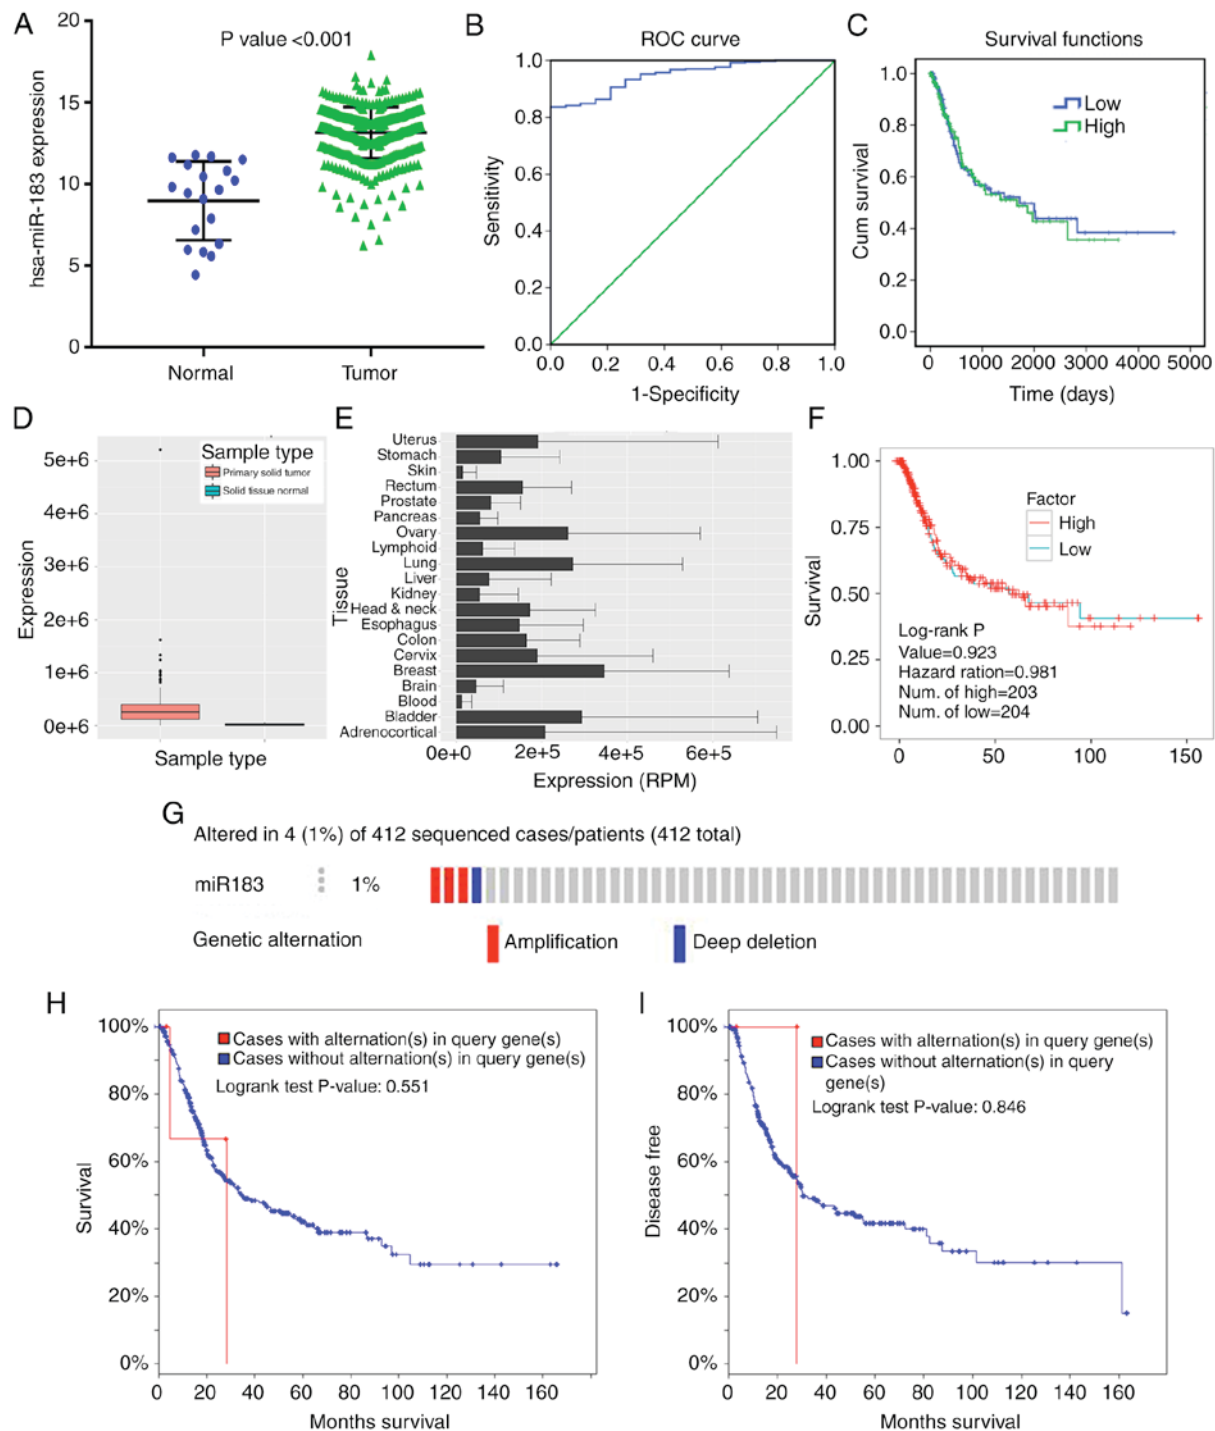 A
P value <0.001
hsa-miR-183 expression
20
15
10
5
0
Normal
Tumor
B
ROC curve
Sensitivity
1.0
0.8
0.6
0.4
0.2
0.0
0.0
0.2
0.4
0.6
0.8
1.0
1-Specificity
C
Survival functions
Low
High
Cum survival
1.0
0.8
0.6
0.4
0.2
0.0
0
1000
2000
3000
4000
5000
Time (days)
D
Sample type
Primary solid tumor
Solid tissue normal
Expression
5e+6
4e+6
3e+6
2e+6
1e+6
0e+6
Sample type
E
Tissue
Uterus
Stomach
Skin
Rectum
Prostate
Pancreas
Ovary
Lymphoid
Lung
Liver
Kidney
Head & neck
Esophagus
Colon
Cervix
Breast
Brain
Blood
Bladder
Adrenocortical
0e+0
2e+5
4e+5
6e+5
Expression (RPM)
F
Factor
High
Low
Survival
1.00
0.75
0.50
0.25
0.00
Log-rank P
Value=0.923
Hazard ration=0.981
Num. of high=203
Num. of low=204
0
50
100
150
G
Altered in 4 (1%) of 412 sequenced cases/patients (412 total)
miR183
1%
Genetic alternation
Amplification
Deep deletion
H
Cases with alternation(s) in query gene(s)
Cases without alternation(s) in query gene(s)
Logrank test P-value: 0.551
Survival
100%
80%
60%
40%
20%
0%
0
20
40
60
80
100
120
140
160
Months survival
I
Cases with alternation(s) in query gene(s)
Cases without alternation(s) in query
gene(s)
Logrank test P-value: 0.846
Disease free
100%
80%
60%
40%
20%
0%
0
20
40
60
80
100
120
140
160
Months survival